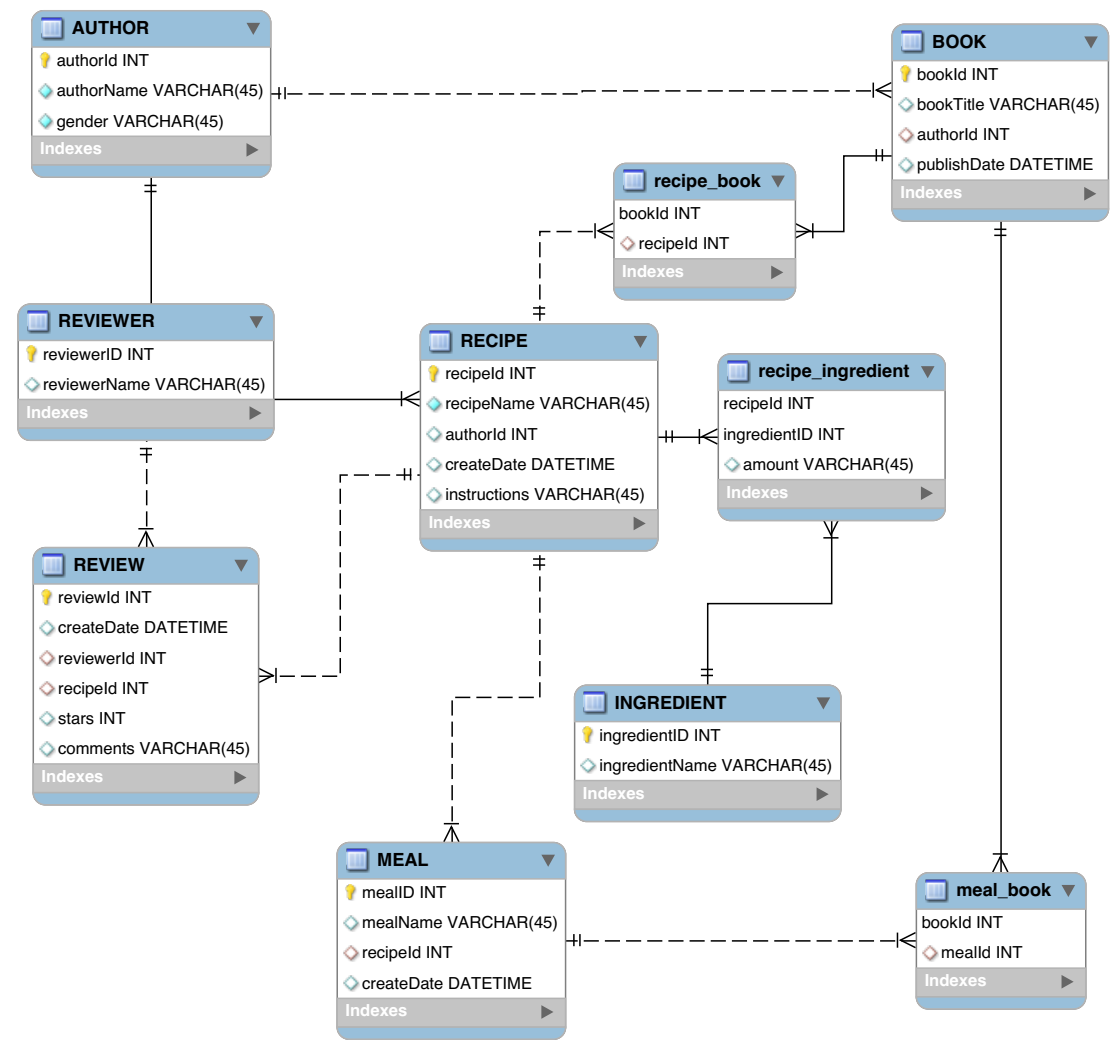 AUTHOR
authorId INT
authorName VARCHAR(45)
gender VARCHAR(45)
Indexes
BOOK
bookId INT
bookTitle VARCHAR(45)
authorId INT
publishDate DATETIME
Indexes
recipe_book
bookId INT
recipeId INT
Indexes
REVIEWER
reviewerID INT
reviewerName VARCHAR(45)
Indexes
RECIPE
recipeId INT
recipeName VARCHAR(45)
authorId INT
createDate DATETIME
instructions VARCHAR(45)
Indexes
recipe_ingredient
recipeId INT
ingredientID INT
amount VARCHAR(45)
Indexes
REVIEW
reviewId INT
createDate DATETIME
reviewerId INT
recipeId INT
stars INT
comments VARCHAR(45)
Indexes
INGREDIENT
ingredientID INT
ingredientName VARCHAR(45)
Indexes
MEAL
mealID INT
mealName VARCHAR(45)
recipeId INT
createDate DATETIME
Indexes
meal_book
bookId INT
mealId INT
Indexes